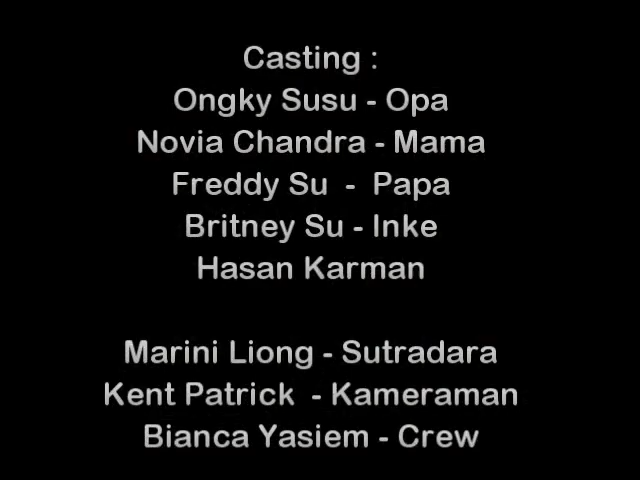 Casting :
Ongky Susu - Opa
Novia Chandra - Mama
Freddy Su  -  Papa
Britney Su - Inke
Hasan Karman
Marini Liong - Sutradara
Kent Patrick  - Kameraman
Bianca Yasiem - Crew